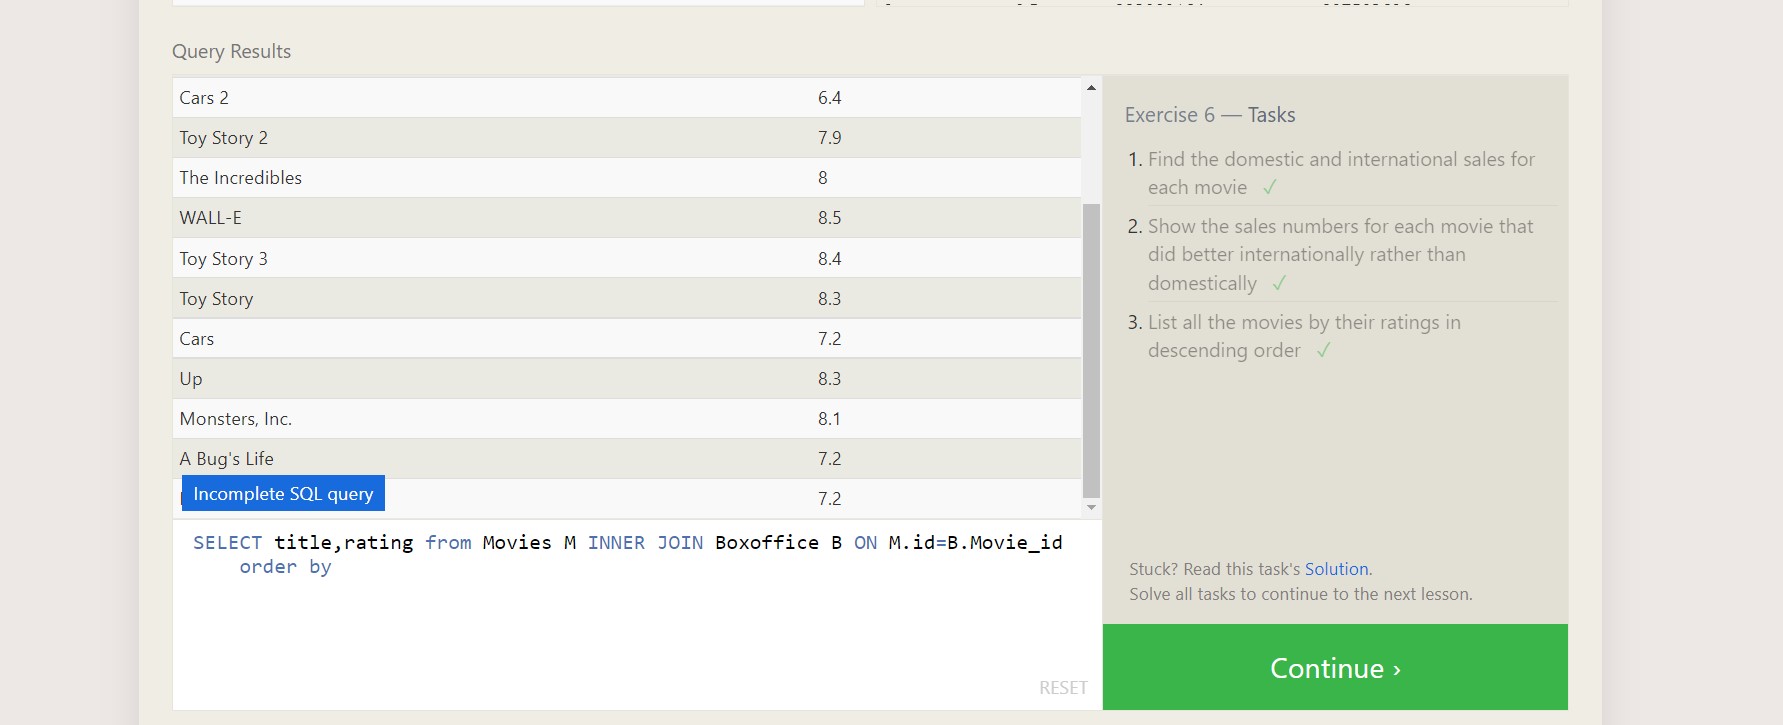 Query Results
Cars 2 6.4
Toy Story 2 7.9
The Incredibles 8
WALL-E 8.5
Toy Story 3 8.4
Toy Story 8.3
Cars 7.2
Up 8.3
Monsters, Inc. 8.1
A Bug's Life 7.2
7.2
Incomplete SQL query
SELECT title,rating from Movies M INNER JOIN Boxoffice B ON M.id=B.Movie_id
order by
RESET
Exercise 6 — Tasks
1. Find the domestic and international sales for
each movie ✓
2. Show the sales numbers for each movie that
did better internationally rather than
domestically ✓
3. List all the movies by their ratings in
descending order ✓
Stuck? Read this task's Solution.
Solve all tasks to continue to the next lesson.
Continue ›